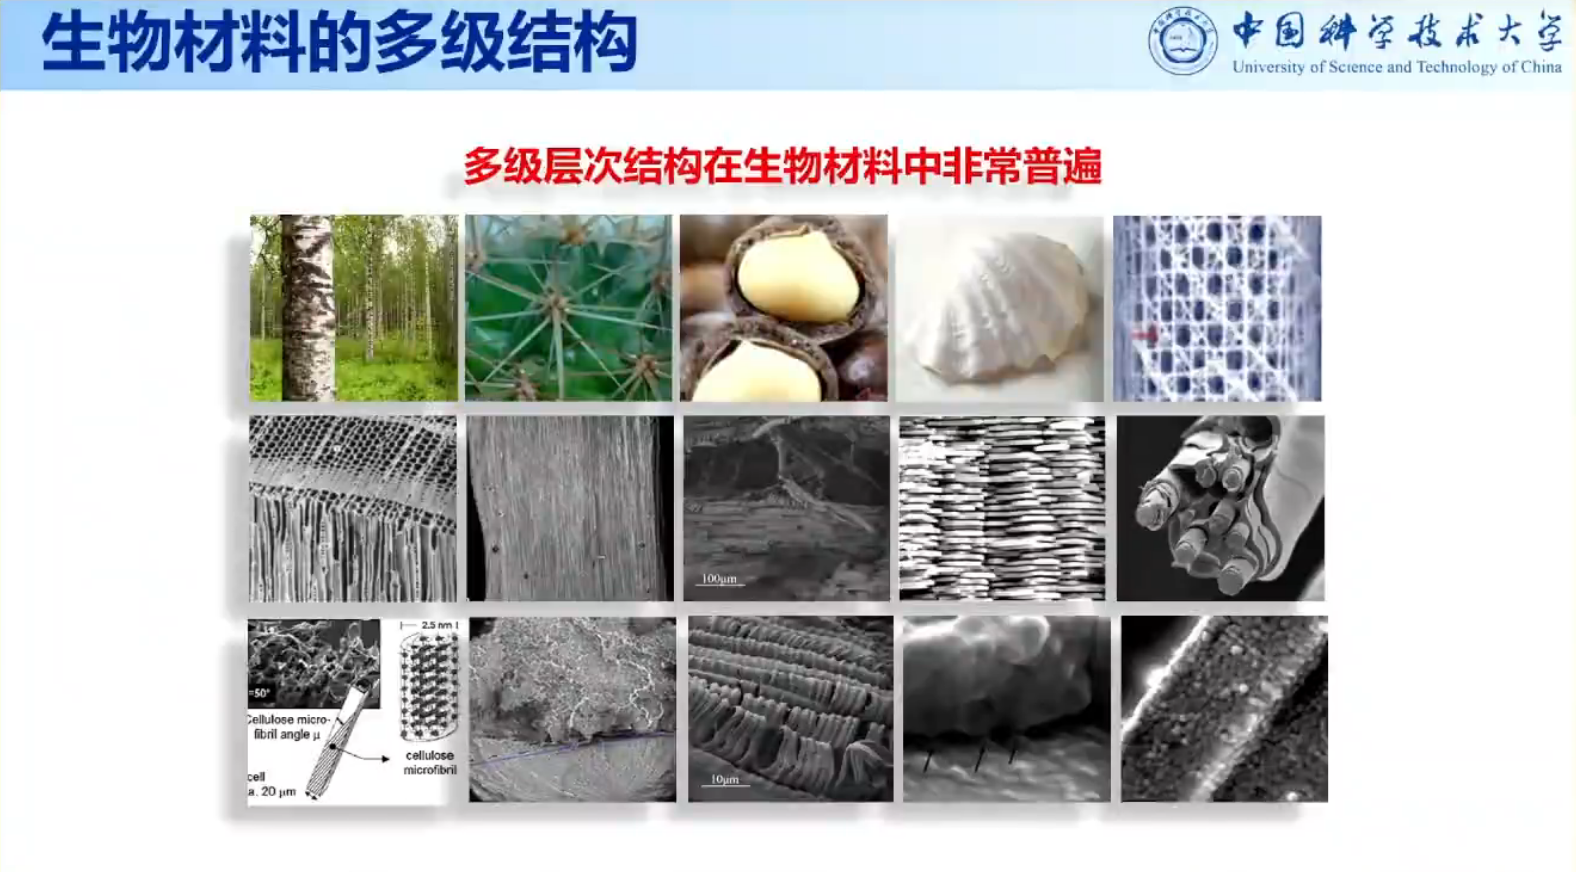 生物材料的多级结构
中国科学技术大学
University of Science and Technology of China
多级层次结构在生物材料中非常普遍
100μm
2.5 nm
=50°
Cellulose micro-
fibril angle μ
cellulose
microfibril
cell
a. 20 μm
10μm